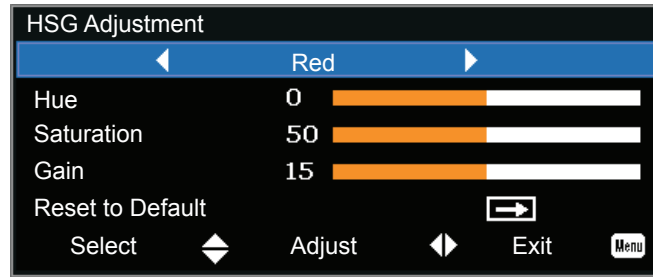 HSG Adjustment
Red
Hue 0
Saturation 50
Gain 15
Reset to Default
Select Adjust Exit Menu